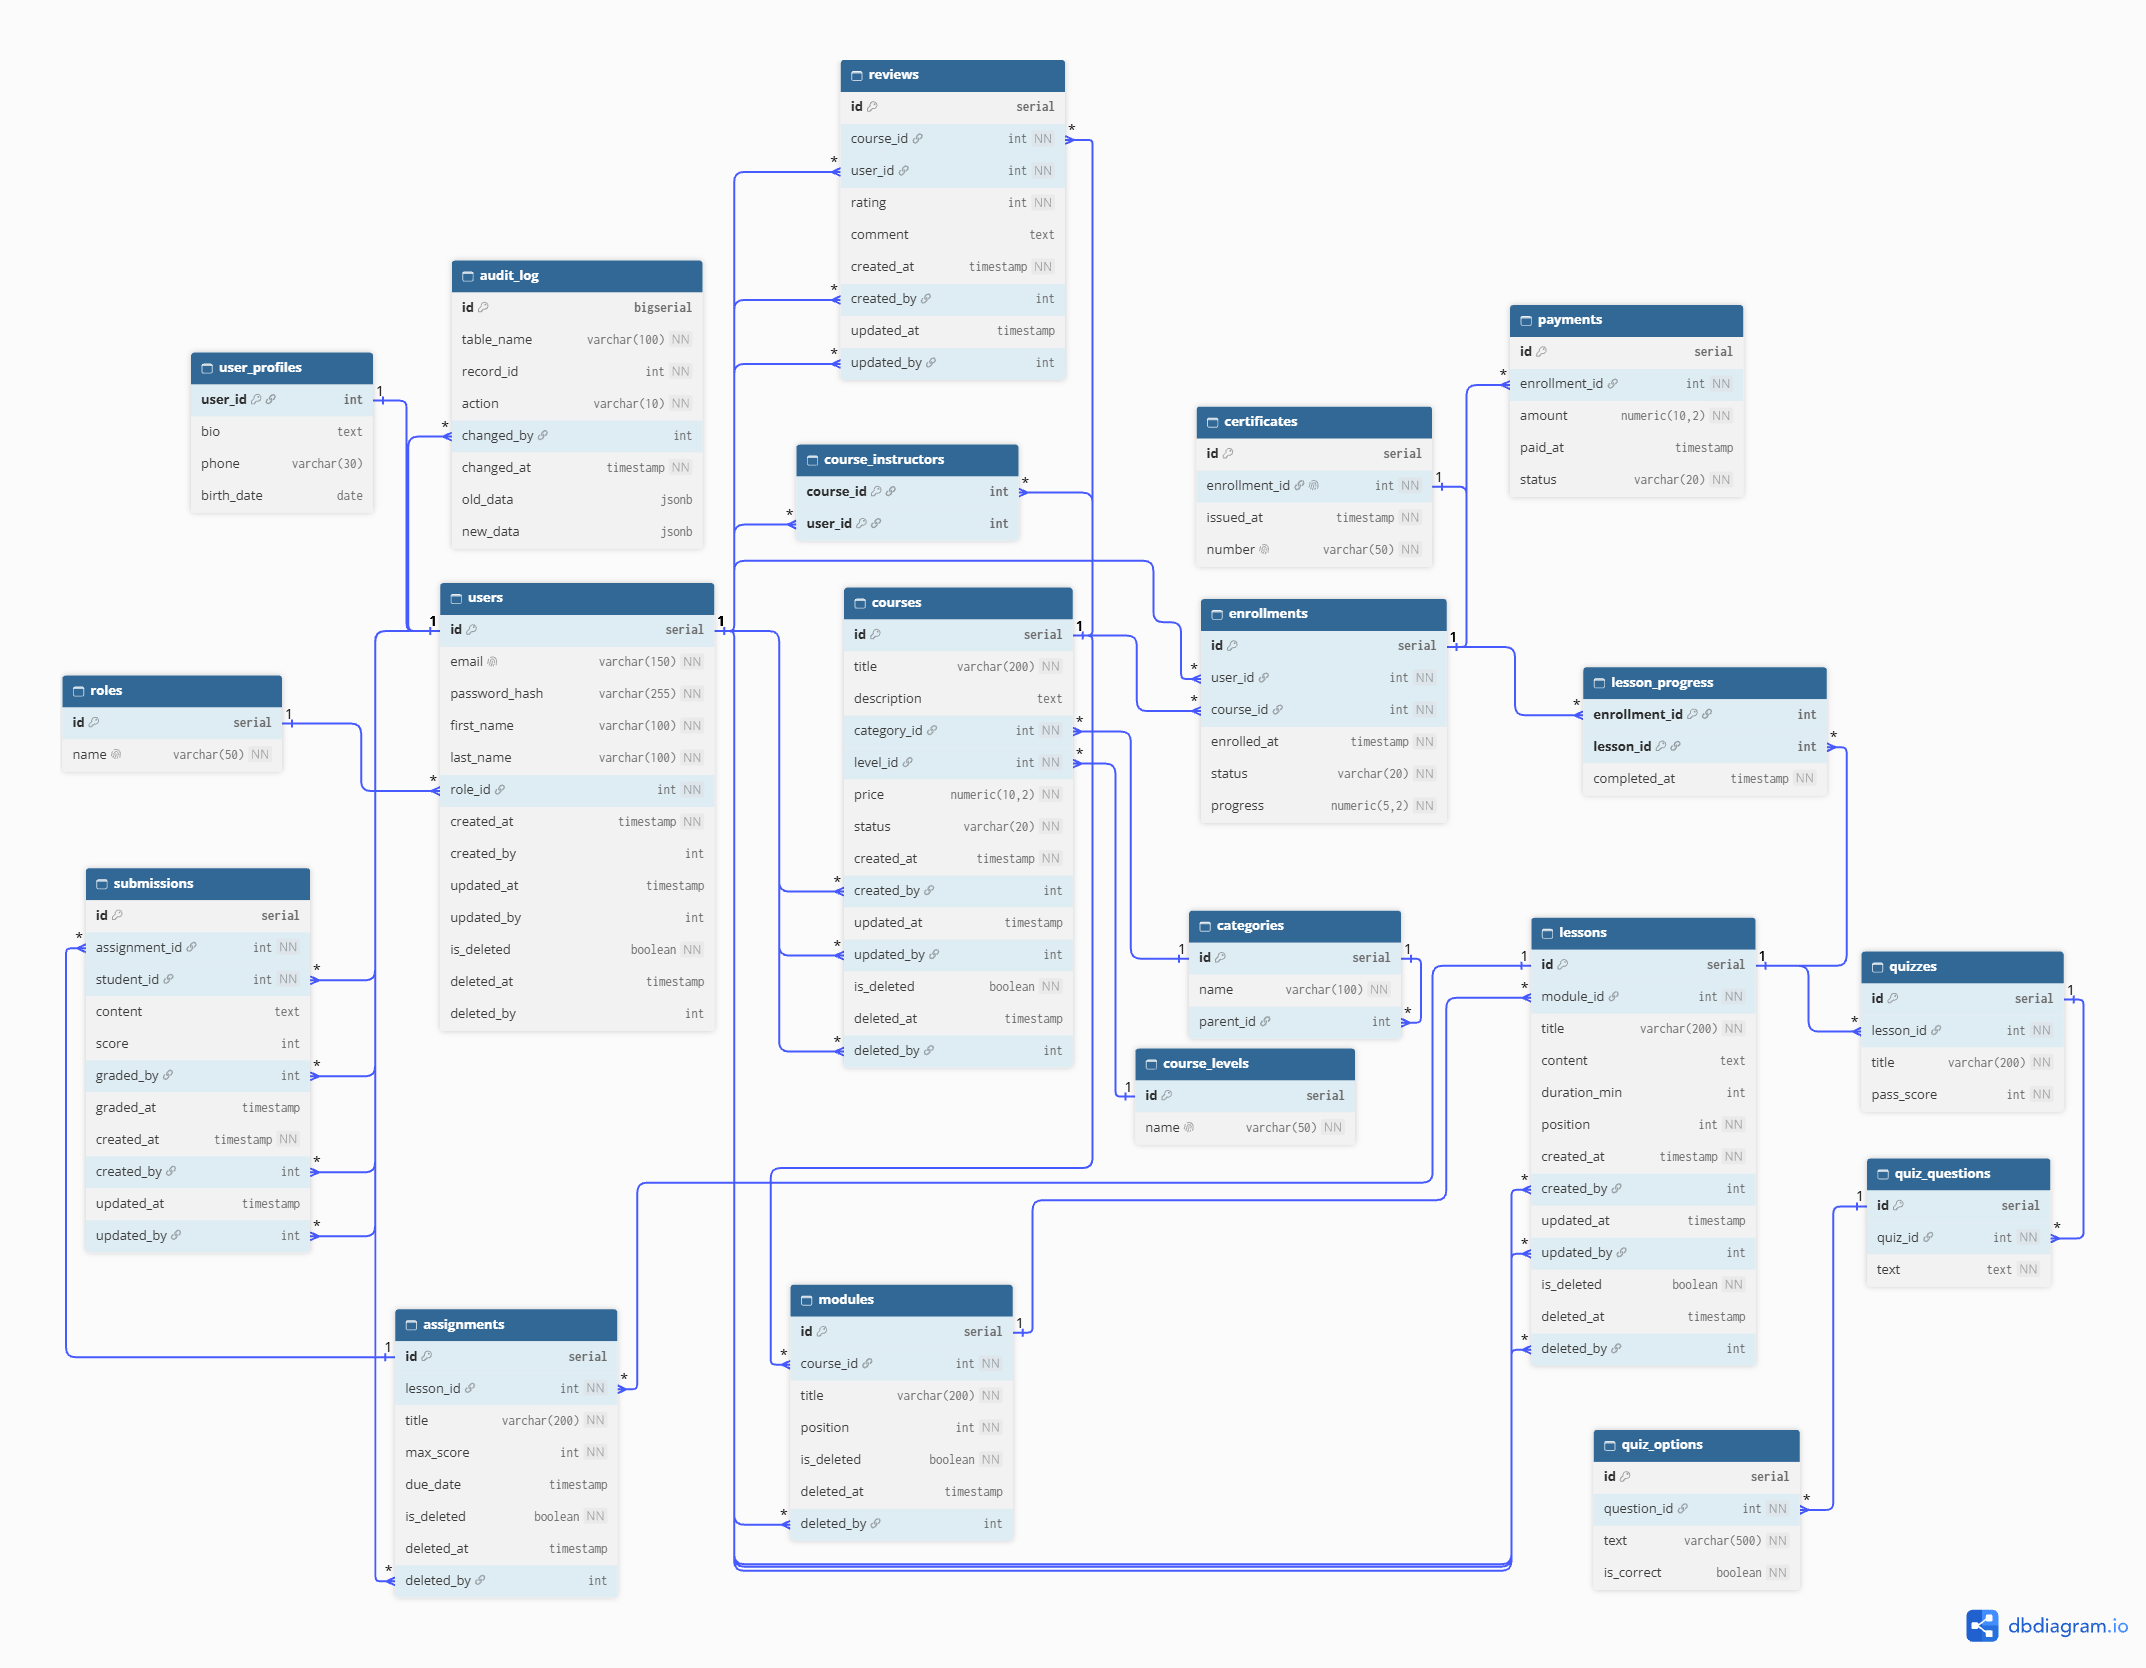 reviews
id serial
course_id int NN
user_id int NN
rating int NN
comment text
created_at timestamp NN
created_by int
updated_at timestamp
updated_by int
audit_log
id bigserial
table_name varchar(100) NN
record_id int NN
action varchar(10) NN
changed_by int
changed_at timestamp NN
old_data jsonb
new_data jsonb
user_profiles
user_id int
bio text
phone varchar(30)
birth_date date
payments
id serial
enrollment_id int NN
amount numeric(10,2) NN
paid_at timestamp
status varchar(20) NN
certificates
id serial
enrollment_id int NN
issued_at timestamp NN
number varchar(50) NN
course_instructors
course_id int
user_id int
users
id serial
email varchar(150) NN
password_hash varchar(255) NN
first_name varchar(100) NN
last_name varchar(100) NN
role_id int NN
created_at timestamp NN
created_by int
updated_at timestamp
updated_by int
is_deleted boolean NN
deleted_at timestamp
deleted_by int
courses
id serial
title varchar(200) NN
description text
category_id int NN
level_id int NN
price numeric(10,2) NN
status varchar(20) NN
created_at timestamp NN
created_by int
updated_at timestamp
updated_by int
is_deleted boolean NN
deleted_at timestamp
deleted_by int
enrollments
id serial
user_id int NN
course_id int NN
enrolled_at timestamp NN
status varchar(20) NN
progress numeric(5,2) NN
lesson_progress
enrollment_id int
lesson_id int
completed_at timestamp NN
roles
id serial
name varchar(50) NN
submissions
id serial
assignment_id int NN
student_id int NN
content text
score int
graded_by int
graded_at timestamp
created_at timestamp NN
created_by int
updated_at timestamp
updated_by int
categories
id serial
name varchar(100) NN
parent_id int
course_levels
id serial
name varchar(50) NN
lessons
id serial
module_id int NN
title varchar(200) NN
content text
duration_min int
position int NN
created_at timestamp NN
created_by int
updated_at timestamp
updated_by int
is_deleted boolean NN
deleted_at timestamp
deleted_by int
quizzes
id serial
lesson_id int NN
title varchar(200) NN
pass_score int NN
quiz_questions
id serial
quiz_id int NN
text text NN
assignments
id serial
lesson_id int NN
title varchar(200) NN
max_score int NN
due_date timestamp
is_deleted boolean NN
deleted_at timestamp
deleted_by int
modules
id serial
course_id int NN
title varchar(200) NN
position int NN
is_deleted boolean NN
deleted_at timestamp
deleted_by int
quiz_options
id serial
question_id int NN
text varchar(500) NN
is_correct boolean NN
dbdiagram.io